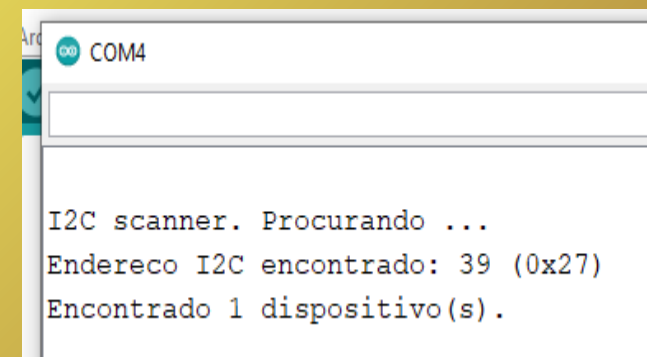 COM4
I2C scanner. Procurando ...
Endereco I2C encontrado: 39 (0x27)
Encontrado 1 dispositivo(s).